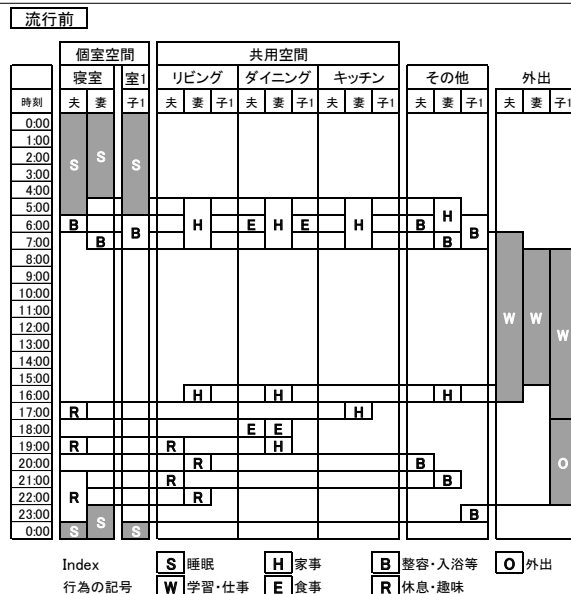 流行前
個室空間 共用空間
寝室 室1 リビング ダイニング キッチン その他 外出
時刻 夫 妻 子1 夫 妻 子1 夫 妻 子1 夫 妻 子1 夫 妻 子1 夫 妻 子1
0:00
1:00
2:00 S
3:00 S S
4:00
5:00 H
6:00 B B H E H E H B B
7:00 B B
8:00
9:00
10:00
11:00
12:00 W W
13:00 W
14:00
15:00
16:00 H H H
17:00 R H
18:00 E E
19:00 R R H
20:00 R B O
21:00 R B
22:00 R R
23:00 S B
0:00 S S
Index S 睡眠 H 家事 B 整容・入浴等 O 外出
行為の記号 W 学習・仕事 E 食事 R 休息・趣味